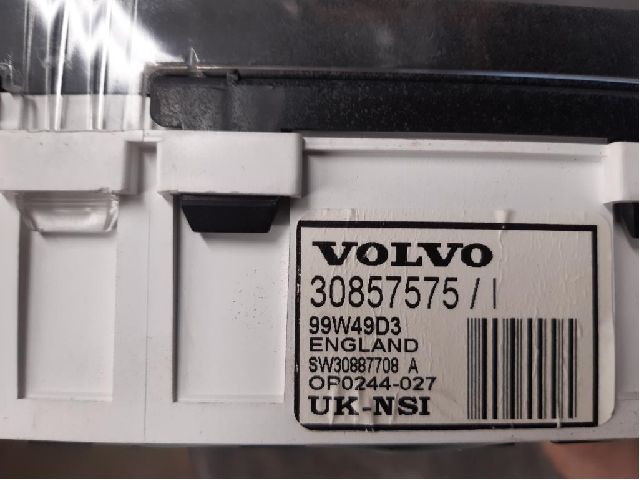 VOLVO
30857575/I
99W49D3
ENGLAND
SW30887708 A
OP0244-027
UK-NSI